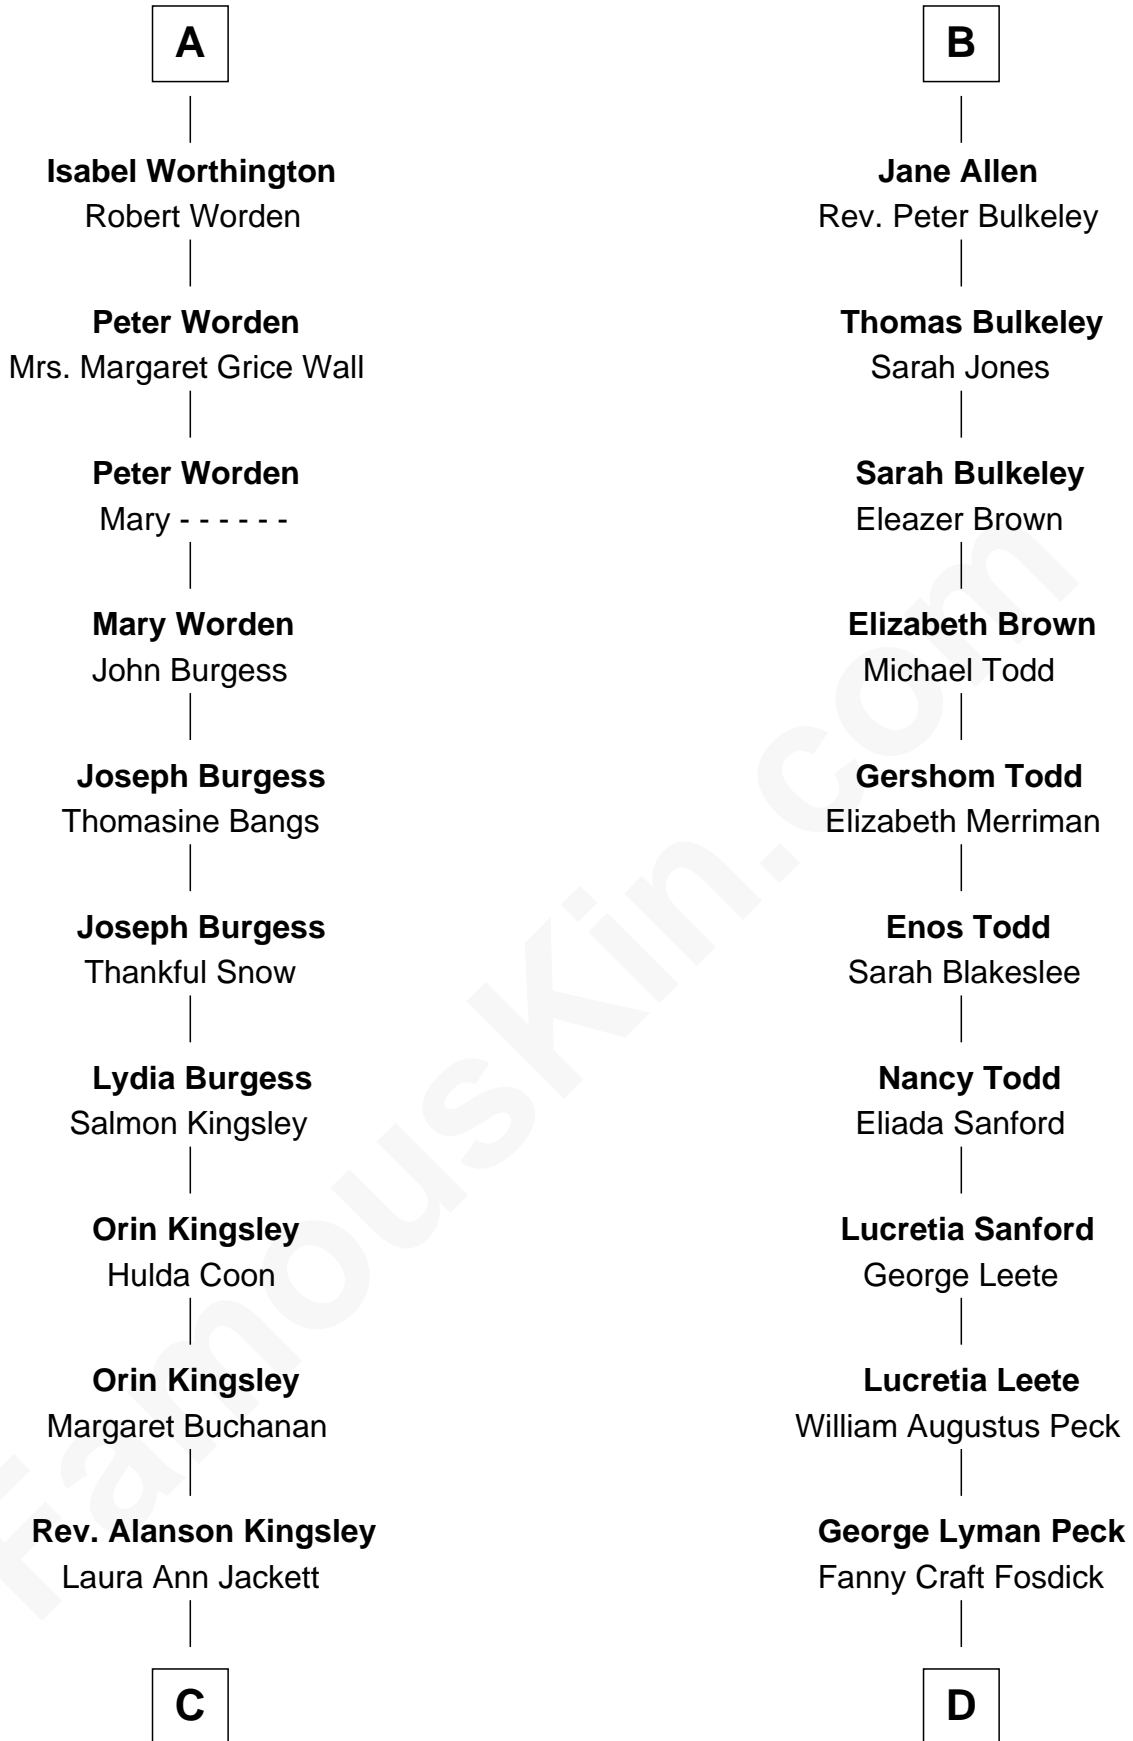 A
Isabel Worthington
Robert Worden
Peter Worden
Mrs. Margaret Grice Wall
Peter Worden
Mary - - - - - -
Mary Worden
John Burgess
Joseph Burgess
Thomasine Bangs
Joseph Burgess
Thankful Snow
Lydia Burgess
Salmon Kingsley
Orin Kingsley
Hulda Coon
Orin Kingsley
Margaret Buchanan
Rev. Alanson Kingsley
Laura Ann Jackett
C
B
Jane Allen
Rev. Peter Bulkeley
Thomas Bulkeley
Sarah Jones
Sarah Bulkeley
Eleazer Brown
Elizabeth Brown
Michael Todd
Gershom Todd
Elizabeth Merriman
Enos Todd
Sarah Blakeslee
Nancy Todd
Eliada Sanford
Lucretia Sanford
George Leete
Lucretia Leete
William Augustus Peck
George Lyman Peck
Fanny Craft Fosdick
D
FamousKin.com